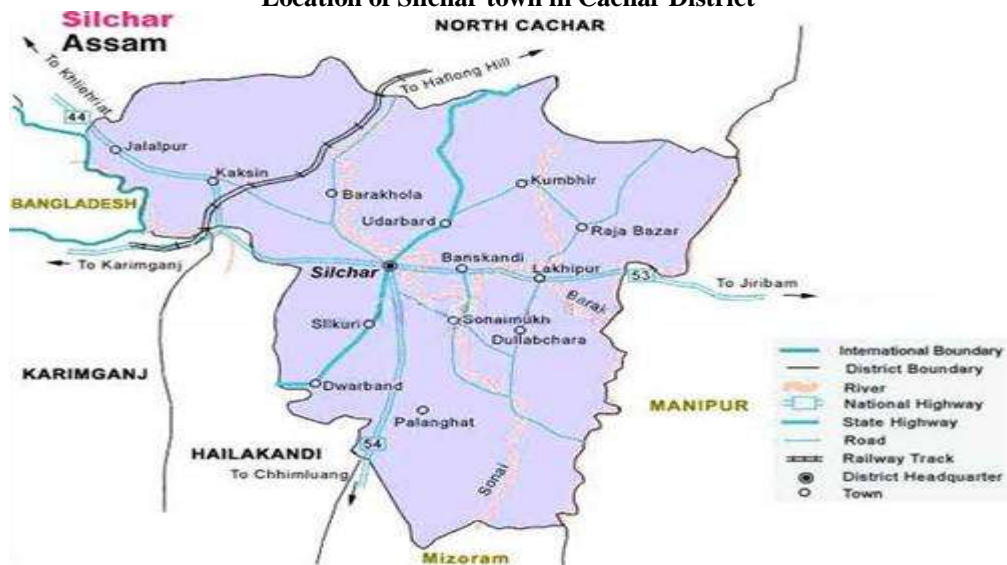 Location of Silchar town in Cachar District
Silchar
Assam
NORTH CACHAR
To Khliehriat
To Haflong Hill
44
Jalalpur
Kaksin
Barakhola
Kumbhir
BANGLADESH
Udarbard
Raja Bazar
To Karimganj
Silchar
Banskandi
Lakhipur
53
To Jiribam
Barak
Silkuri
Sonaimukh
Dullabchara
KARIMGANJ
Dwarband
MANIPUR
Palanghat
HAILAKANDI
54
To Chhimluang
Sonai
Mizoram
International Boundary
District Boundary
River
National Highway
State Highway
Road
Railway Track
District Headquarter
Town